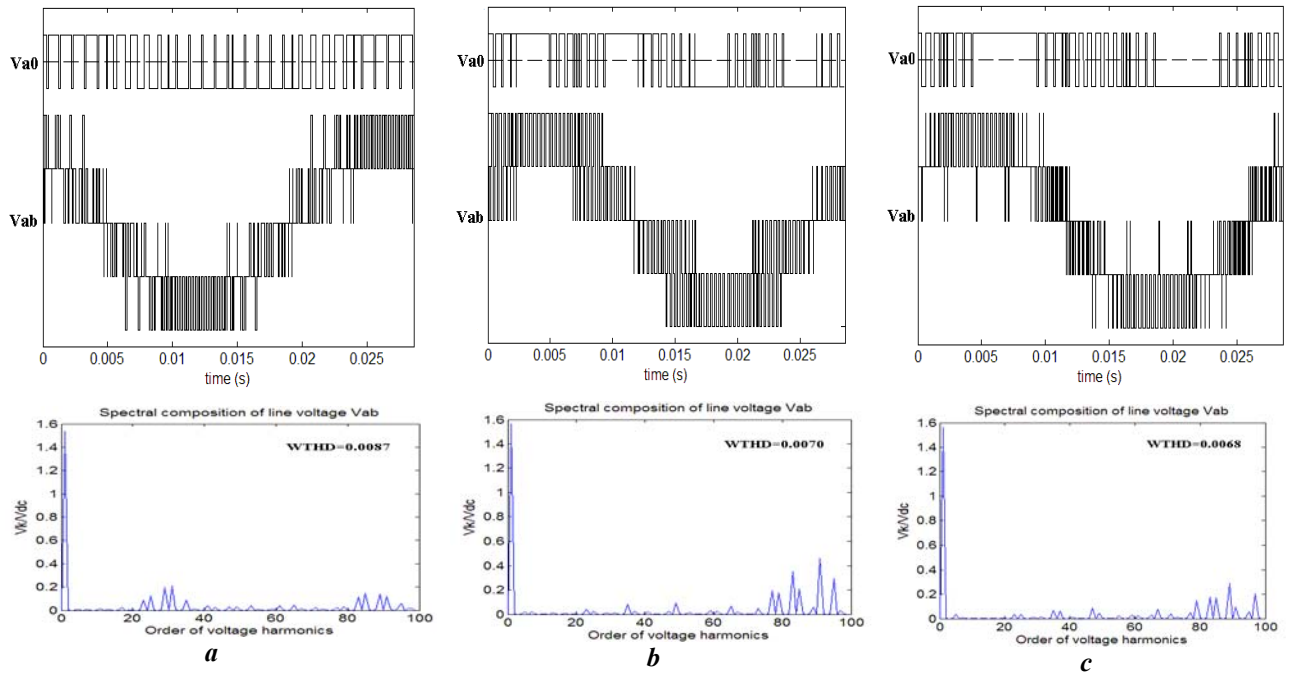 Va0
Vab
0 0.005 0.01 0.015 0.02 0.025
time (s)
Va0
Vab
0 0.005 0.01 0.015 0.02 0.025
time (s)
Va0
Vab
0 0.005 0.01 0.015 0.02 0.025
time (s)
Spectral composition of line voltage Vab
WTHD=0.0087
Vk/Vdc
1.6
1.4
1.2
1
0.8
0.6
0.4
0.2
0
0 20 40 60 80 100
Order of voltage harmonics
a
Spectral composition of line voltage Vab
WTHD=0.0070
Vk/Vdc
1.6
1.4
1.2
1
0.8
0.6
0.4
0.2
0
0 20 40 60 80 100
Order of voltage harmonics
b
Spectral composition of line voltage Vab
WTHD=0.0068
Vk/Vdc
1.6
1.4
1.2
1
0.8
0.6
0.4
0.2
0
0 20 40 60 80 100
Order of voltage harmonics
c